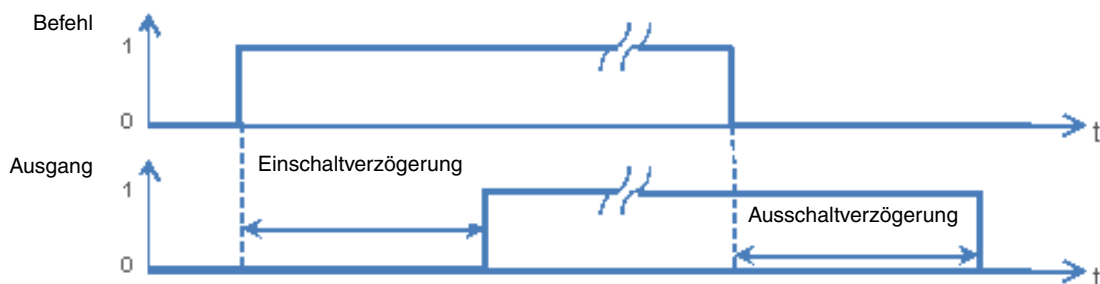 Befehl
1
0
t
Ausgang
Einschaltverzögerung
1
Ausschaltverzögerung
0
t